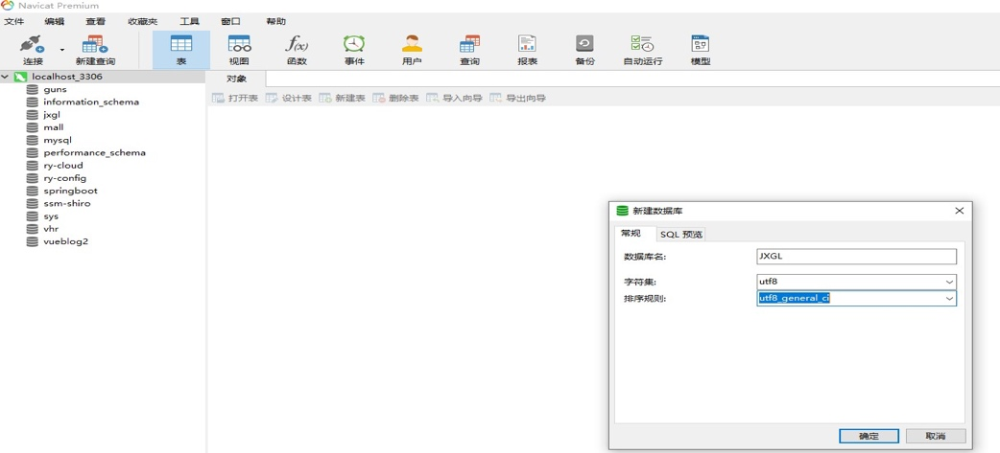 Navicat Premium
文件 编辑 查看 收藏夹 工具 窗口 帮助
连接 新建查询 表 视图 f(x) 函数 事件 用户 查询 报表 备份 自动运行 模型
localhost_3306
对象
打开表 设计表 新建表 删除表 导入向导 导出向导
guns
information_schema
jxgl
mall
mysql
performance_schema
ry-cloud
ry-config
springboot
ssm-shiro
sys
vhr
vueblog2
新建数据库
常规 SQL 预览
数据库名: JXGL
字符集: utf8
排序规则: utf8_general_ci
确定 取消